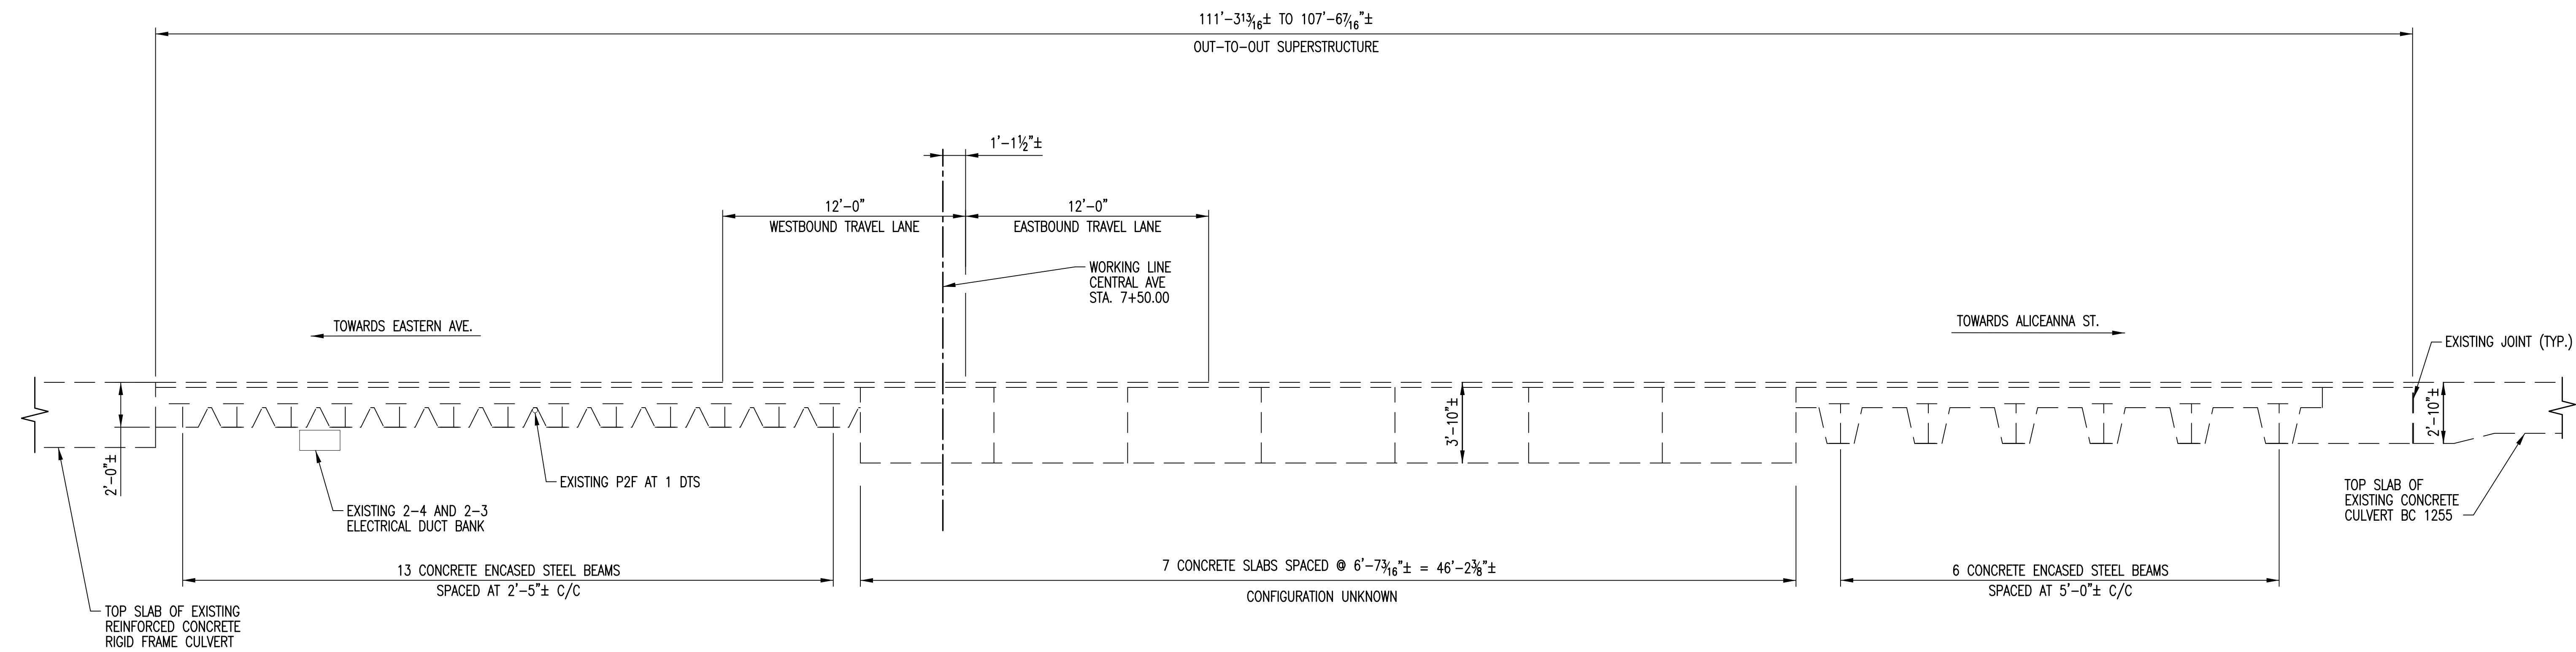 111'-3 13/16± TO 107'-6 7/16"±
OUT-TO-OUT SUPERSTRUCTURE
1'-1 1/2"±
12'-0"
WESTBOUND TRAVEL LANE
12'-0"
EASTBOUND TRAVEL LANE
WORKING LINE
CENTRAL AVE
STA. 7+50.00
TOWARDS EASTERN AVE.
TOWARDS ALICEANNA ST.
EXISTING JOINT (TYP.)
2'-0"±
3'-10"±
2'-10"±
EXISTING P2F AT 1 DTS
EXISTING 2-4 AND 2-3
ELECTRICAL DUCT BANK
TOP SLAB OF
EXISTING CONCRETE
CULVERT BC 1255
13 CONCRETE ENCASED STEEL BEAMS
SPACED AT 2'-5"± C/C
7 CONCRETE SLABS SPACED @ 6'-7 3/16"± = 46'-2 3/8"±
CONFIGURATION UNKNOWN
6 CONCRETE ENCASED STEEL BEAMS
SPACED AT 5'-0"± C/C
TOP SLAB OF EXISTING
REINFORCED CONCRETE
RIGID FRAME CULVERT